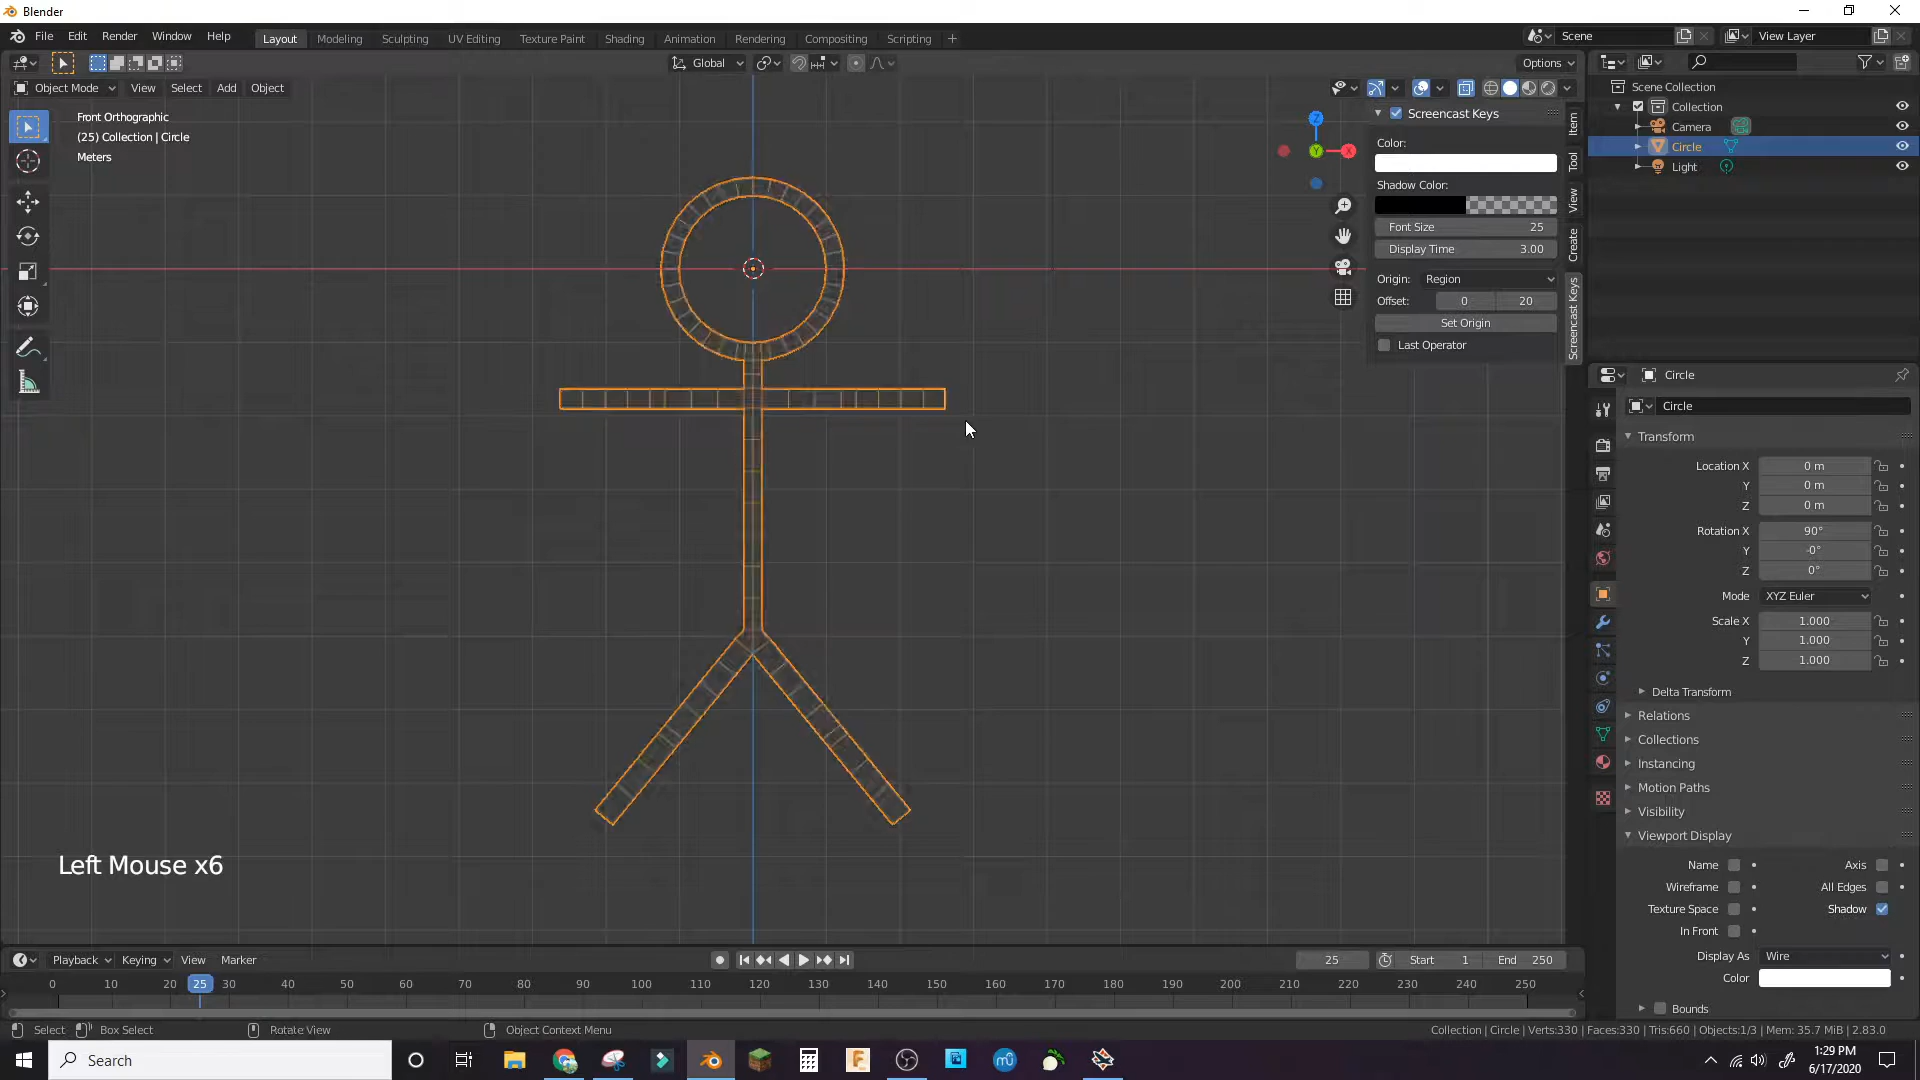 Blender
File Edit Render Window Help
Layout Modeling Sculpting UV Editing Texture Paint Shading Animation Rendering Compositing Scripting +
Scene
View Layer
Global
Options
Object Mode View Select Add Object
Front Orthographic
(25) Collection | Circle
Meters
Z
Y
X
Screencast Keys
Color:
Shadow Color:
Font Size 25
Display Time 3.00
Origin: Region
Offset: 0 20
Set Origin
Last Operator
Item
Tool
View
Create
Screencast Keys
Scene Collection
Collection
Camera
Circle
Light
Circle
Circle
Transform
Location X 0 m
Y 0 m
Z 0 m
Rotation X 90°
Y -0°
Z 0°
Mode XYZ Euler
Scale X 1.000
Y 1.000
Z 1.000
Delta Transform
Relations
Collections
Instancing
Motion Paths
Visibility
Viewport Display
Name Axis
Wireframe All Edges
Texture Space Shadow
In Front
Display As Wire
Color
Bounds
Left Mouse x6
Playback Keying View Marker
25 Start 1 End 250
0 10 20 25 30 40 50 60 70 80 90 100 110 120 130 140 150 160 170 180 190 200 210 220 230 240 250
Select Box Select Rotate View Object Context Menu
Collection | Circle | Verts:330 | Faces:330 | Tris:660 | Objects:1/3 | Mem: 35.7 MiB | 2.83.0
Search
1:29 PM
6/17/2020